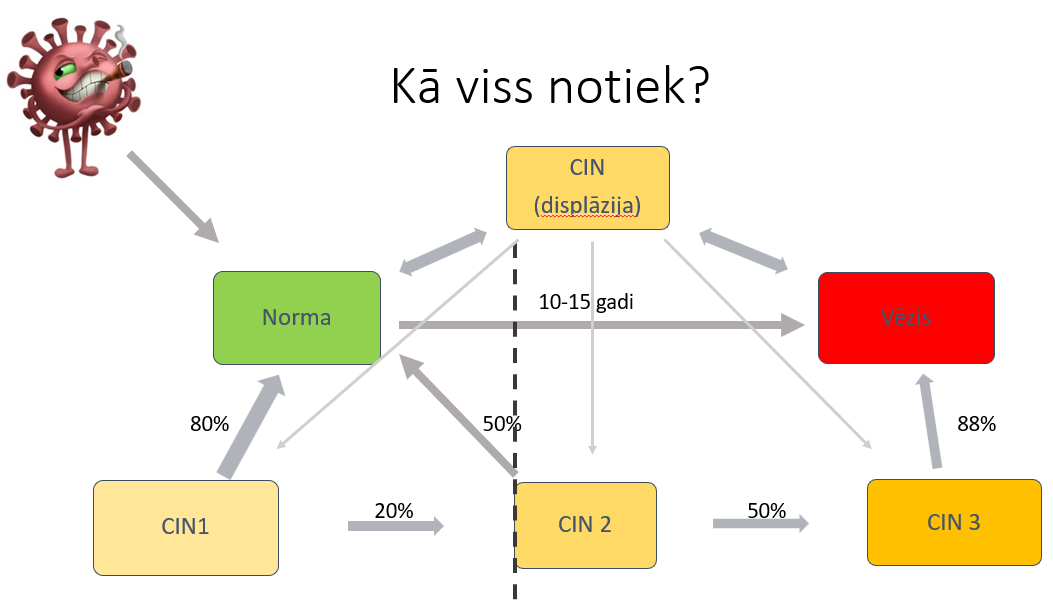 Kā viss notiek?
CIN
(displāzija)
10-15 gadi
Norma
Vēzis
80%
50%
88%
20%
50%
CIN1
CIN 2
CIN 3